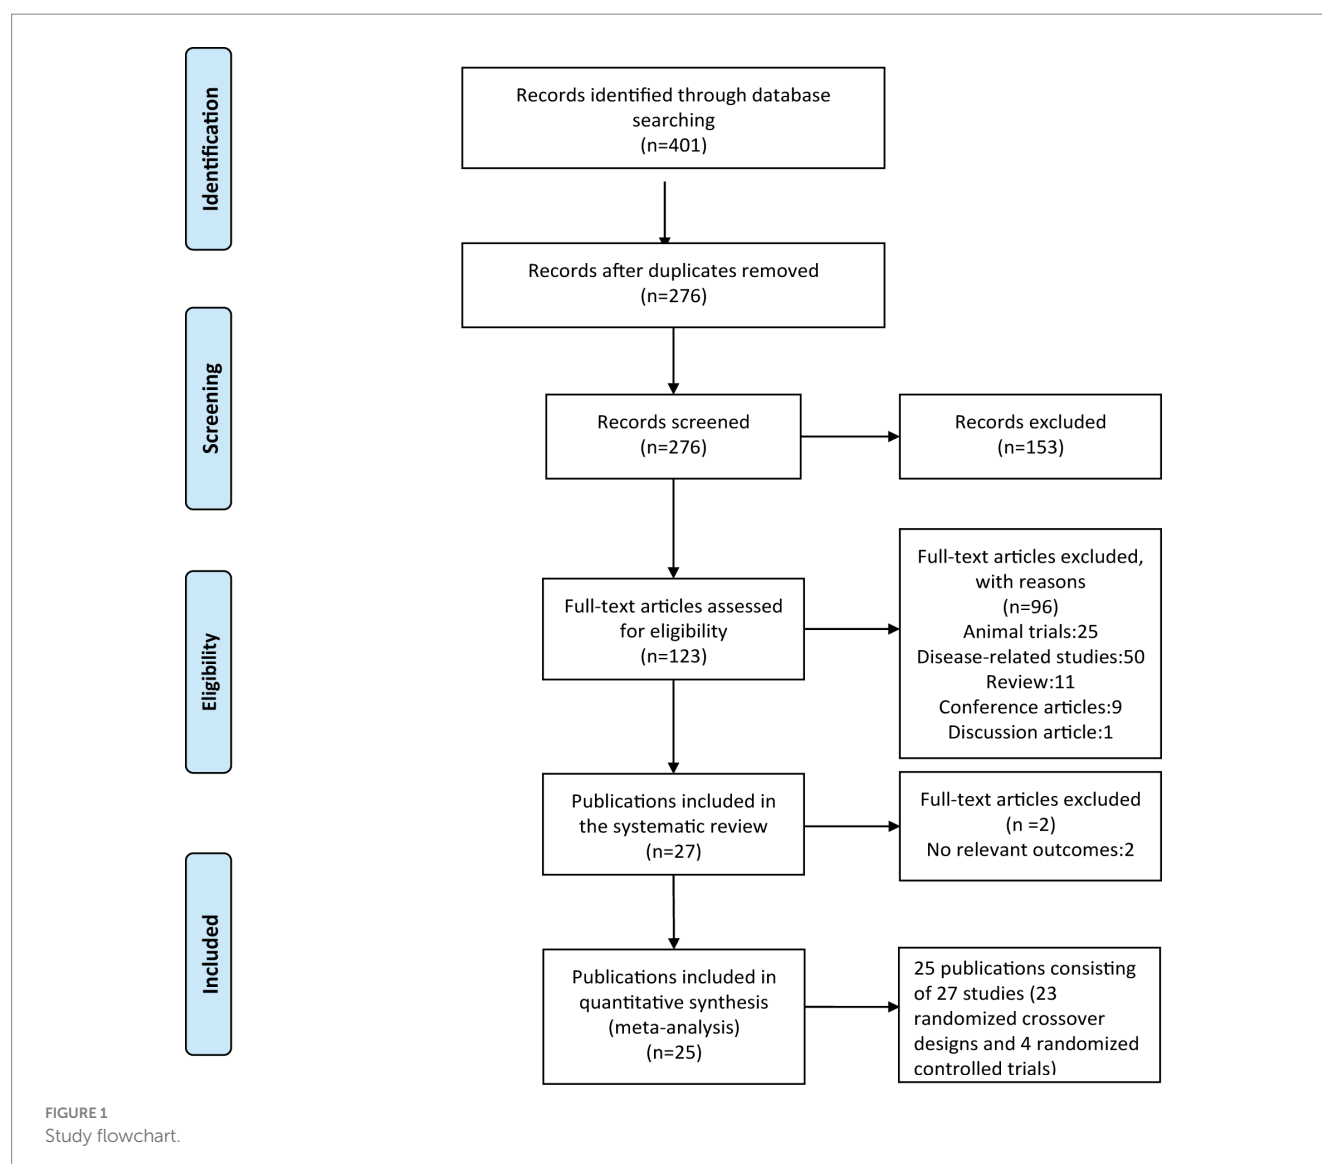 Identification
Records identified through database
searching
(n=401)
Records after duplicates removed
(n=276)
Screening
Records screened
(n=276)
Records excluded
(n=153)
Eligibility
Full-text articles assessed
for eligibility
(n=123)
Full-text articles excluded,
with reasons
(n=96)
Animal trials:25
Disease-related studies:50
Review:11
Conference articles:9
Discussion article:1
Publications included in
the systematic review
(n=27)
Full-text articles excluded
(n =2)
No relevant outcomes:2
Included
Publications included in
quantitative synthesis
(meta-analysis)
(n=25)
25 publications consisting
of 27 studies (23
randomized crossover
designs and 4 randomized
controlled trials)
FIGURE 1
Study flowchart.